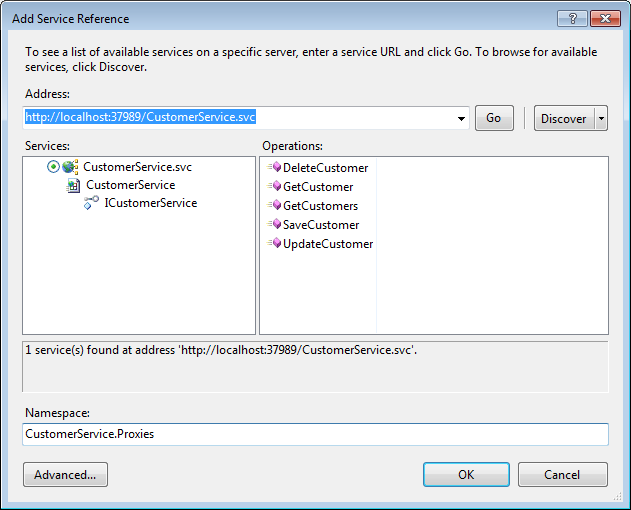 Add Service Reference
To see a list of available services on a specific server, enter a service URL and click Go. To browse for available
services, click Discover.
Address:
http://localhost:37989/CustomerService.svc
Go
Discover
Services:
Operations:
CustomerService.svc
CustomerService
ICustomerService
DeleteCustomer
GetCustomer
GetCustomers
SaveCustomer
UpdateCustomer
1 service(s) found at address 'http://localhost:37989/CustomerService.svc'.
Namespace:
CustomerService.Proxies
Advanced...
OK
Cancel